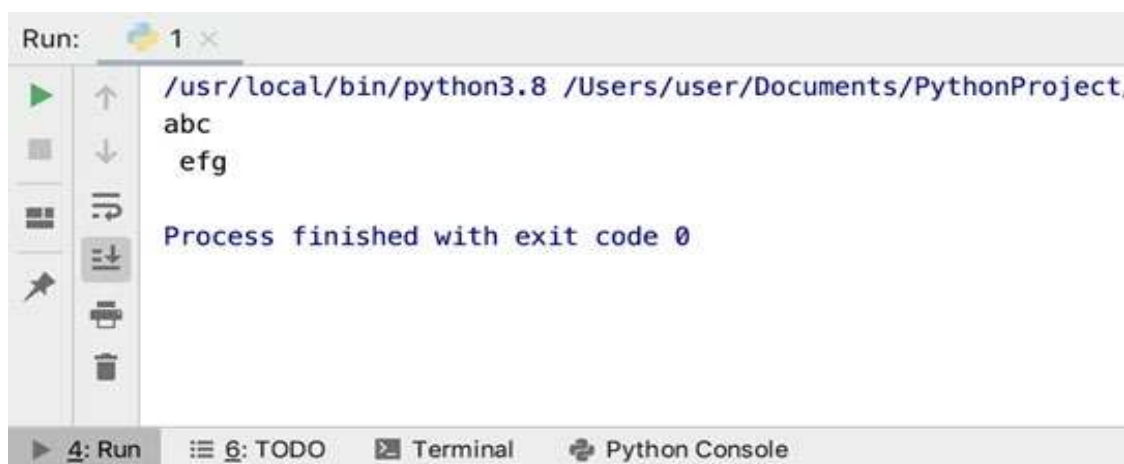 Run: 1
/usr/local/bin/python3.8 /Users/user/Documents/PythonProject/
abc
 efg
Process finished with exit code 0
4: Run 6: TODO Terminal Python Console